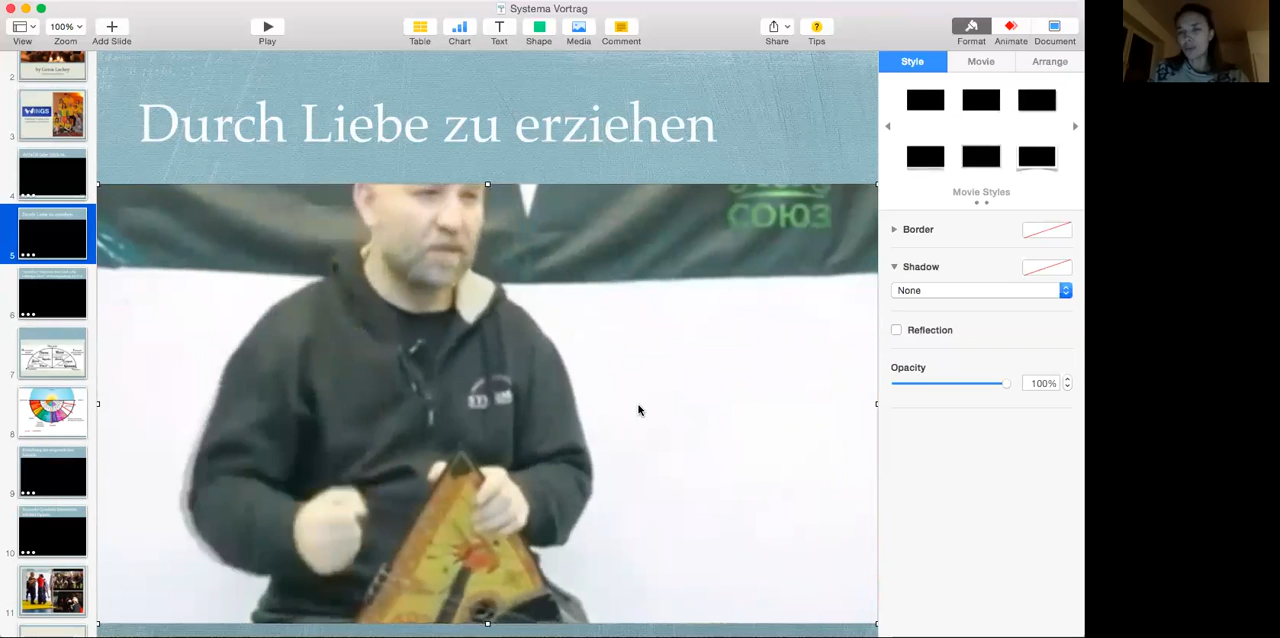 Systema Vortrag
100%
View
Zoom
Add Slide
Play
Table
Chart
Text
Shape
Media
Comment
Share
Tips
Format
Animate
Document
2
3
4
5
6
7
8
9
10
11
WINGS
Durch Liebe zu erziehen
СОЮЗ
Style
Movie
Arrange
Movie Styles
Border
Shadow
None
Reflection
Opacity
100%